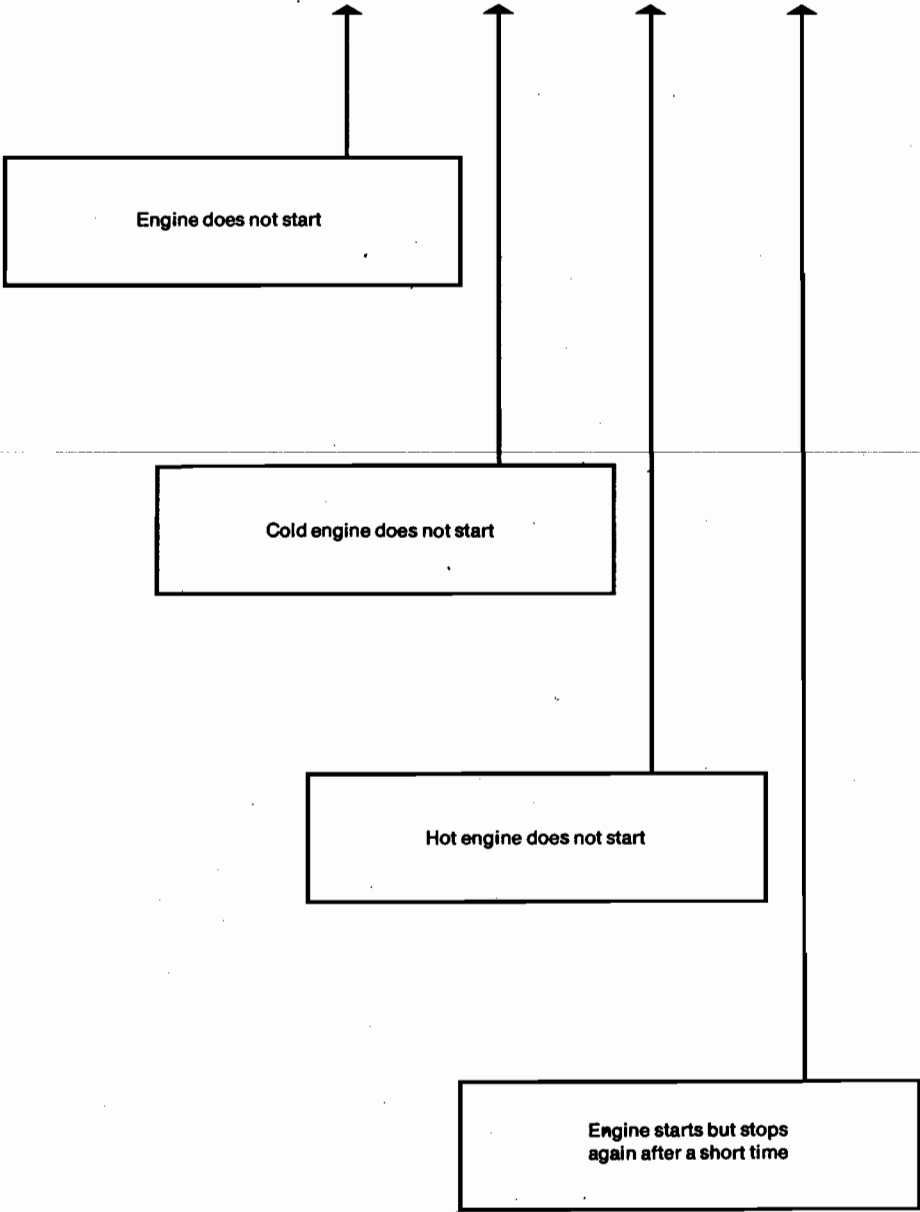 Engine does not start
Cold engine does not start
Hot engine does not start
Engine starts but stops
again after a short time